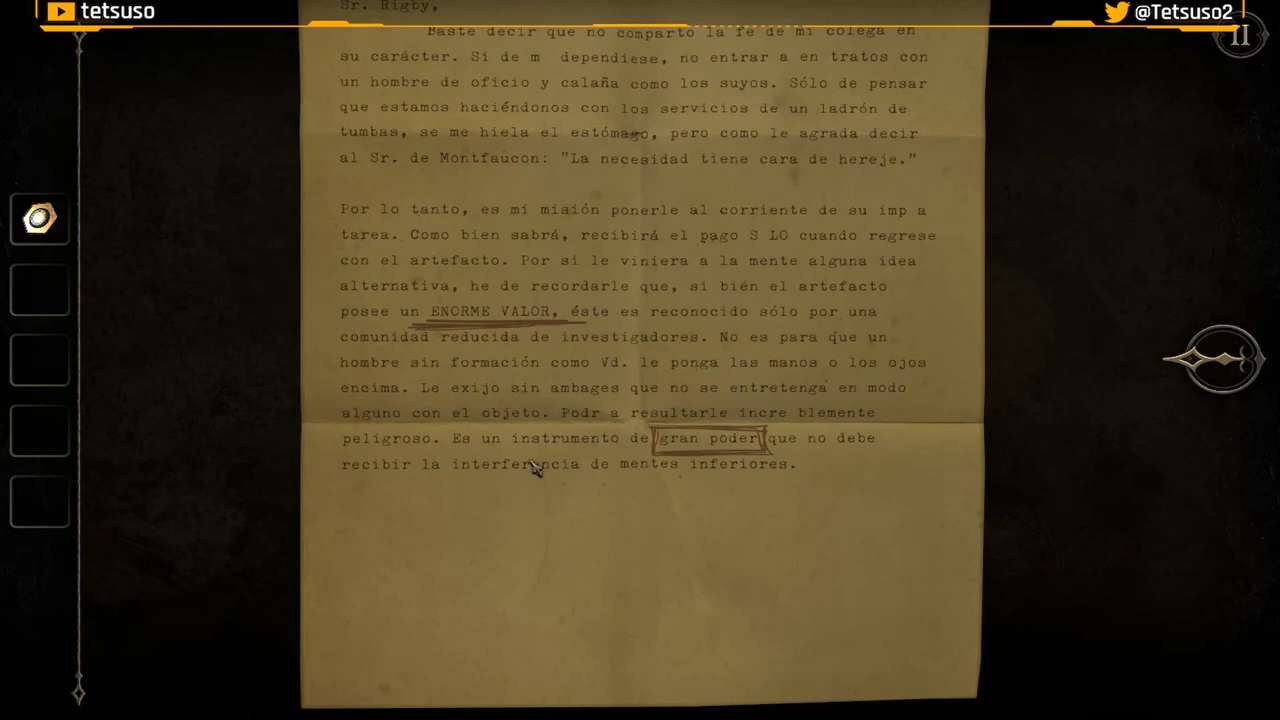 tetsuso
@Tetsuso2
II
Sr. Rigby,
Baste decir que no comparto la fe de mi colega en
su carácter. Si de m dependiese, no entrar a en tratos con
un hombre de oficio y calaña como los suyos. Sólo de pensar
que estamos haciéndonos con los servicios de un ladrón de
tumbas, se me hiela el estómago, pero como le agrada decir
al Sr. de Montfaucon: "La necesidad tiene cara de hereje."
Por lo tanto, es mi misión ponerle al corriente de su imp a
tarea. Como bien sabrá, recibirá el pago S LO cuando regrese
con el artefacto. Por si le viniera a la mente alguna idea
alternativa, he de recordarle que, si bien el artefacto
posee un ENORME VALOR, éste es reconocido sólo por una
comunidad reducida de investigadores. No es para que un
hombre sin formación como Vd. le ponga las manos o los ojos
encima. Le exijo sin ambages que no se entretenga en modo
alguno con el objeto. Podr a resultarle incre blemente
peligroso. Es un instrumento de gran poder que no debe
recibir la interferencia de mentes inferiores.